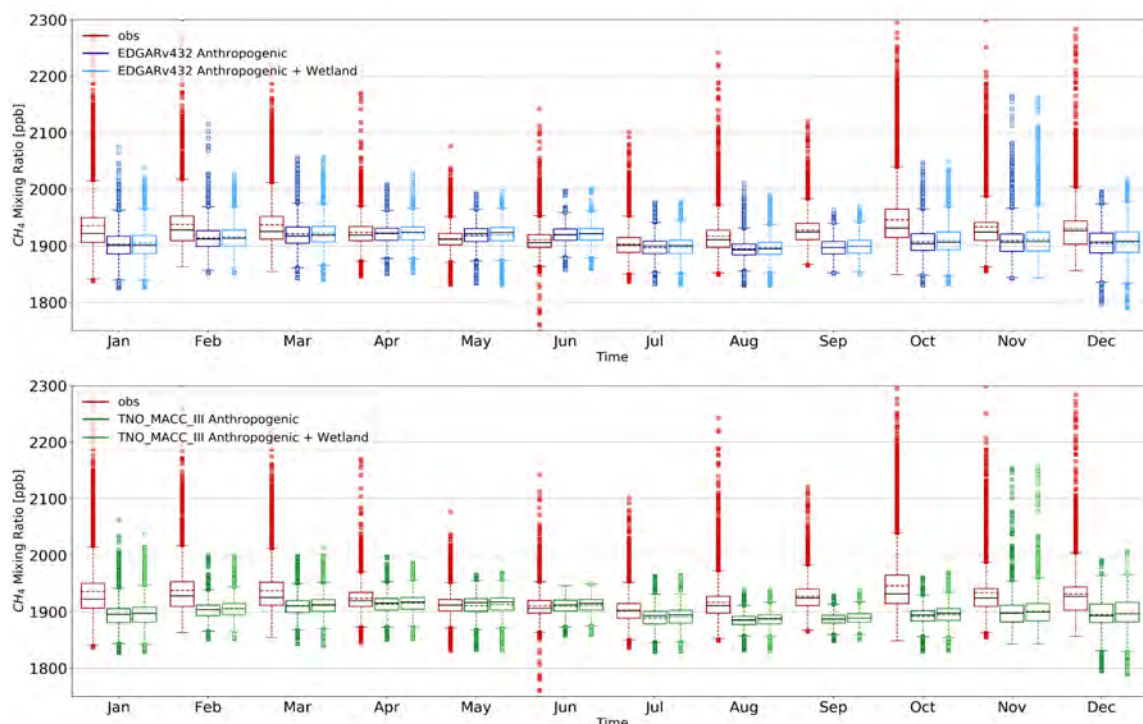 2300
obs
EDGARv432 Anthropogenic
EDGARv432 Anthropogenic + Wetland
2200
2100
2000
1900
1800
CH₄ Mixing Ratio [ppb]
Jan Feb Mar Apr May Jun Jul Aug Sep Oct Nov Dec
Time
2300
obs
TNO_MACC_III Anthropogenic
TNO_MACC_III Anthropogenic + Wetland
2200
2100
2000
1900
1800
CH₄ Mixing Ratio [ppb]
Jan Feb Mar Apr May Jun Jul Aug Sep Oct Nov Dec
Time